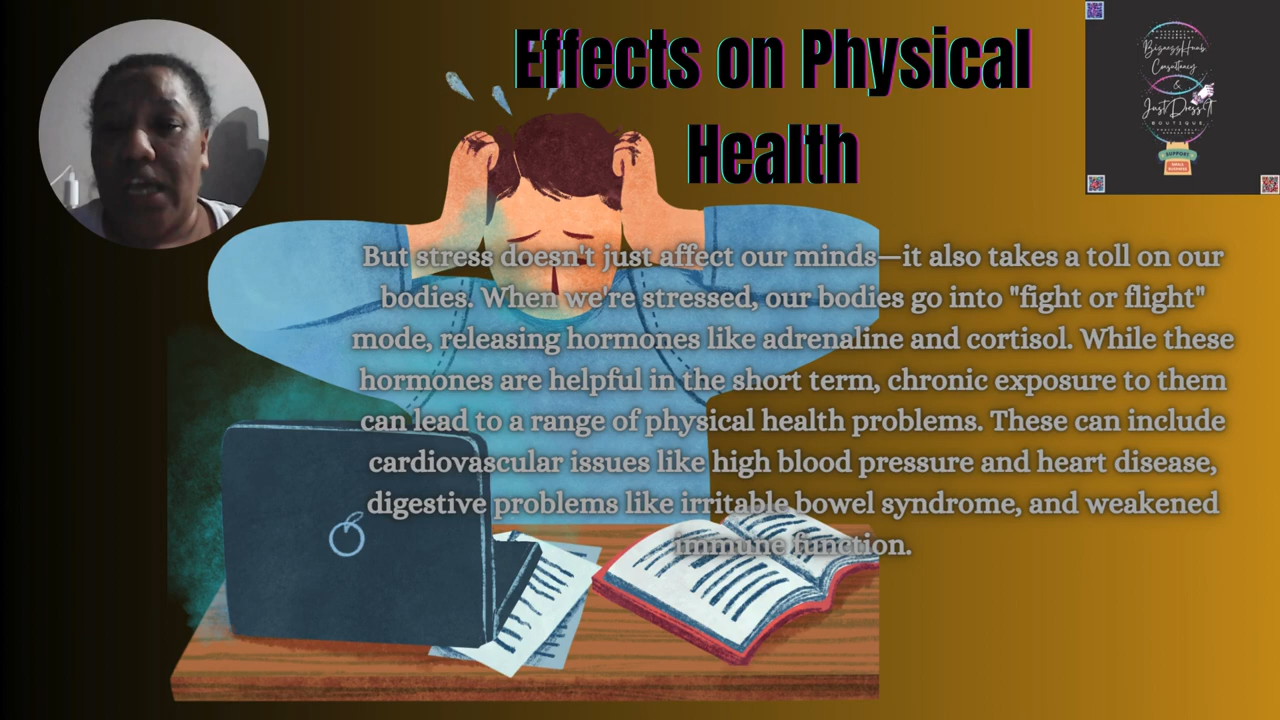 Effects on Physical
Health
But stress doesn't just affect our minds—it also takes a toll on our
bodies. When we're stressed, our bodies go into "fight or flight"
mode, releasing hormones like adrenaline and cortisol. While these
hormones are helpful in the short term, chronic exposure to them
can lead to a range of physical health problems. These can include
cardiovascular issues like high blood pressure and heart disease,
digestive problems like irritable bowel syndrome, and weakened
immune function.
Consultancy
&
BOUTIQUE
SUPPORT